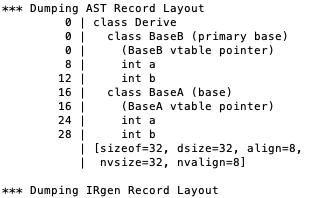 *** Dumping AST Record Layout
         0 | class Derive
         0 |   class BaseB (primary base)
         0 |     (BaseB vtable pointer)
         8 |     int a
        12 |     int b
        16 |   class BaseA (base)
        16 |     (BaseA vtable pointer)
        24 |     int a
        28 |     int b
           | [sizeof=32, dsize=32, align=8,
           |  nvsize=32, nvalign=8]
*** Dumping IRgen Record Layout